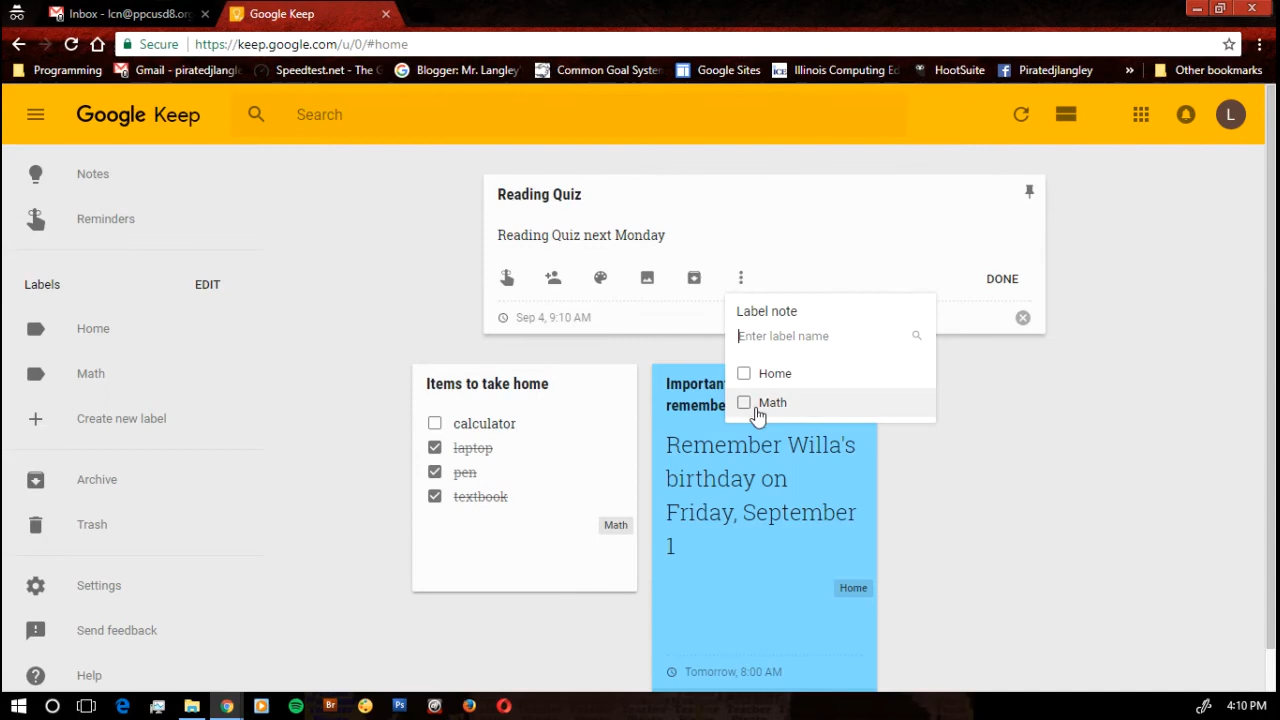 Inbox - lcn@ppcusd8.org
Google Keep
Secure https://keep.google.com/u/0/#home
Programming Gmail - piratedjlangle Speedtest.net - The G Blogger: Mr. Langley' Common Goal System Google Sites Illinois Computing Ed HootSuite Piratedjlangley » Other bookmarks
Google Keep Search L
Notes
Reminders
Labels EDIT
Home
Math
Create new label
Archive
Trash
Settings
Send feedback
Help
Reading Quiz
Reading Quiz next Monday
DONE
Sep 4, 9:10 AM
Label note
Enter label name
Home
Math
Items to take home
calculator
laptop
pen
textbook
Math
Important
remembe
Remember Willa's
birthday on
Friday, September
1
Home
Tomorrow, 8:00 AM
4:10 PM